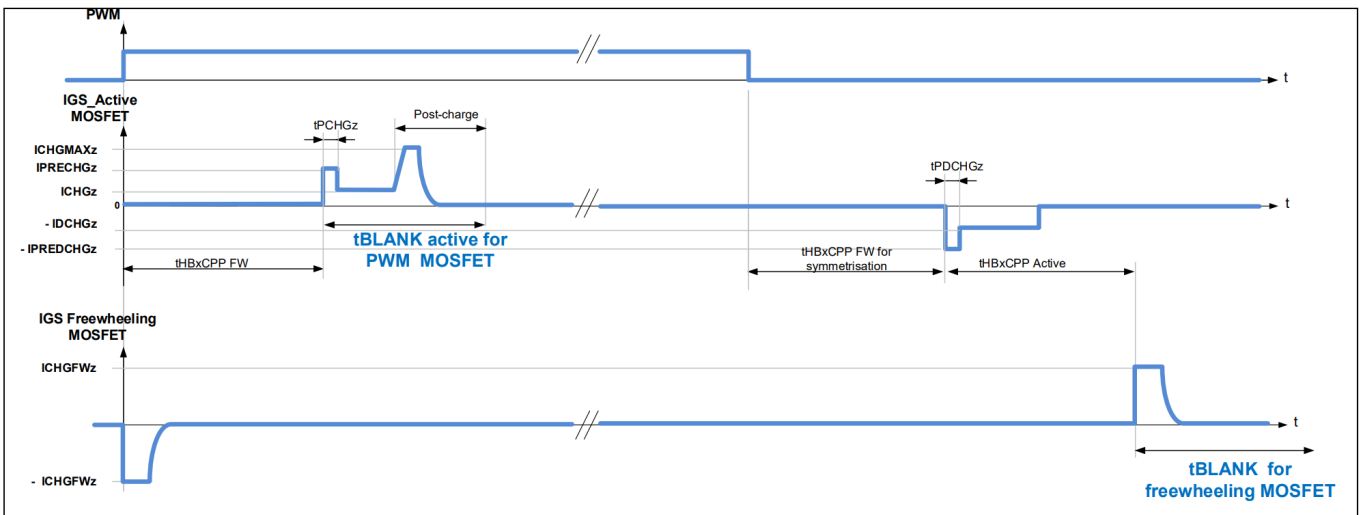 PWM
//
t
IGS_Active
MOSFET
tPCHGz
Post-charge
ICHGMAXz
IPRECHGz
ICHGz
0
- IDCHGz
- IPREDCHGz
tPDCHGz
//
t
tBLANK active for
PWM MOSFET
tHBxCPP FW
tHBxCPP FW for
symmetrisation
tHBxCPP Active
IGS Freewheeling
MOSFET
ICHGFWz
//
t
- ICHGFWz
tBLANK for
freewheeling MOSFET